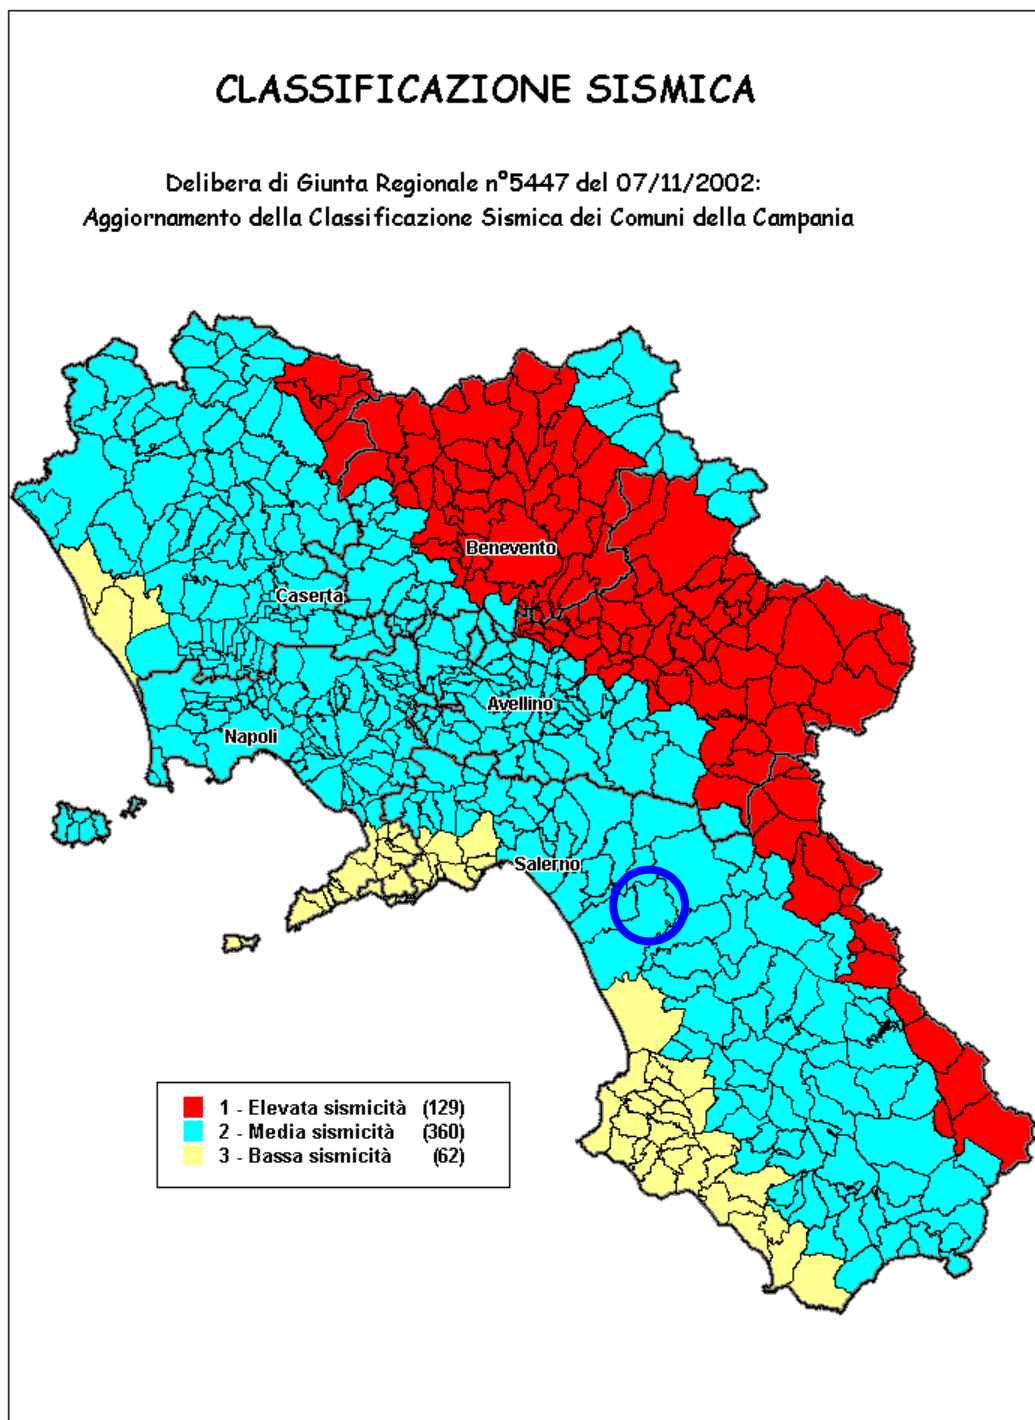 CLASSIFICAZIONE SISMICA
Delibera di Giunta Regionale n°5447 del 07/11/2002:
Aggiornamento della Classificazione Sismica dei Comuni della Campania
Benevento
Caserta
Avellino
Napoli
Salerno
1 - Elevata sismicità (129)
2 - Media sismicità (360)
3 - Bassa sismicità (62)